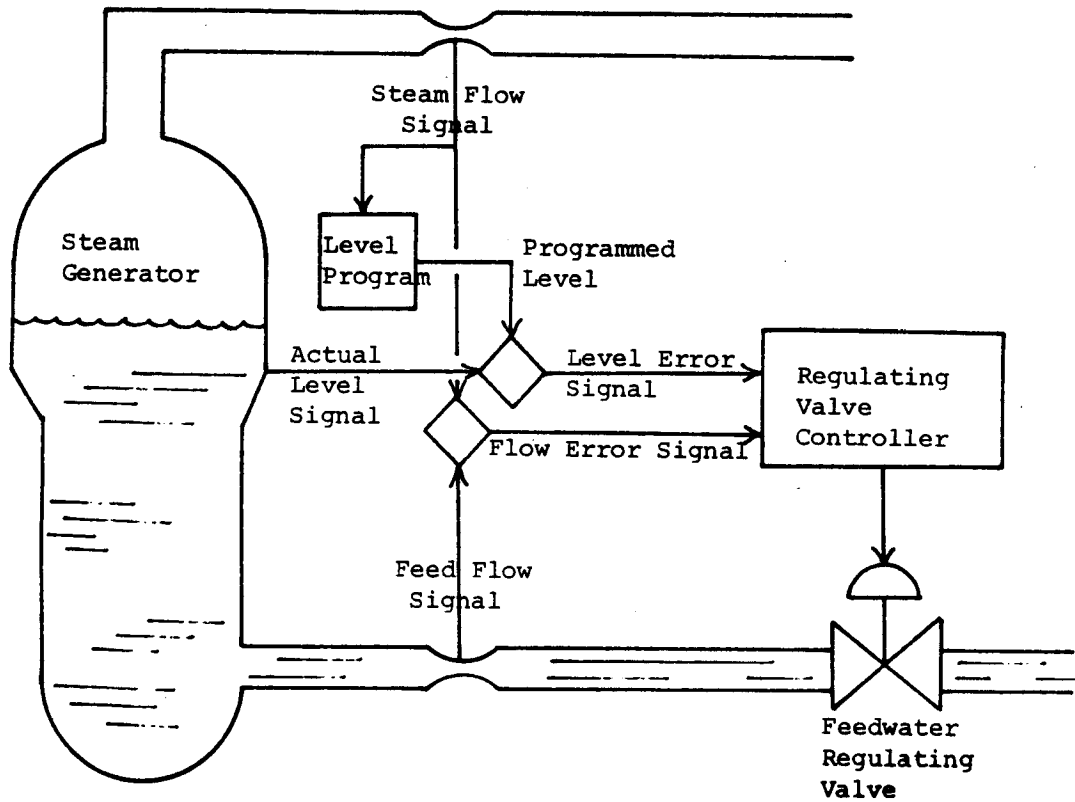 Steam Flow
Signal
Steam
Generator
Level
Program
Programmed
Level
Actual
Level
Signal
Level Error
Signal
Regulating
Valve
Controller
Flow Error Signal
Feed Flow
Signal
Feedwater
Regulating
Valve